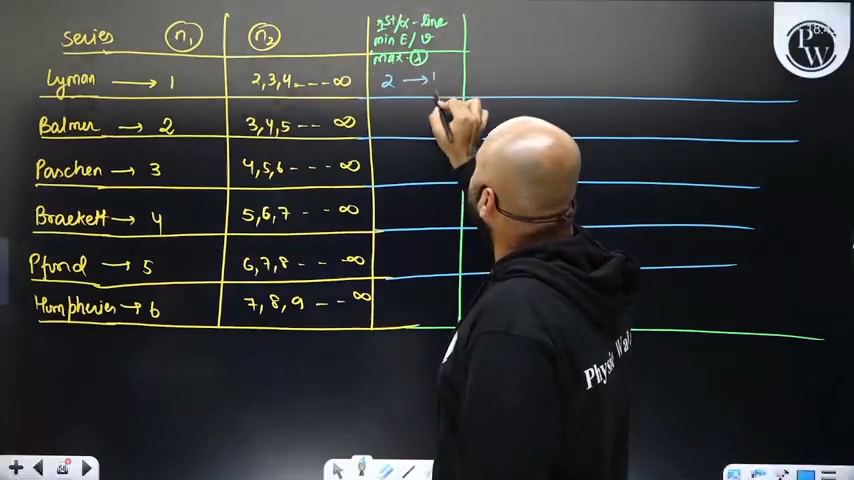 Series n1 n2 1st/α-line
min E/ν
max-λ
Lyman → 1 2,3,4,---∞ 2 → 1
Balmer → 2 3,4,5 -- ∞
Paschen → 3 4,5,6 --- ∞
Brackett → 4 5,6,7 -- ∞
Pfund → 5 6,7,8 -- ∞
Humpheries → 6 7,8,9 -- ∞
PW
Physics Wal